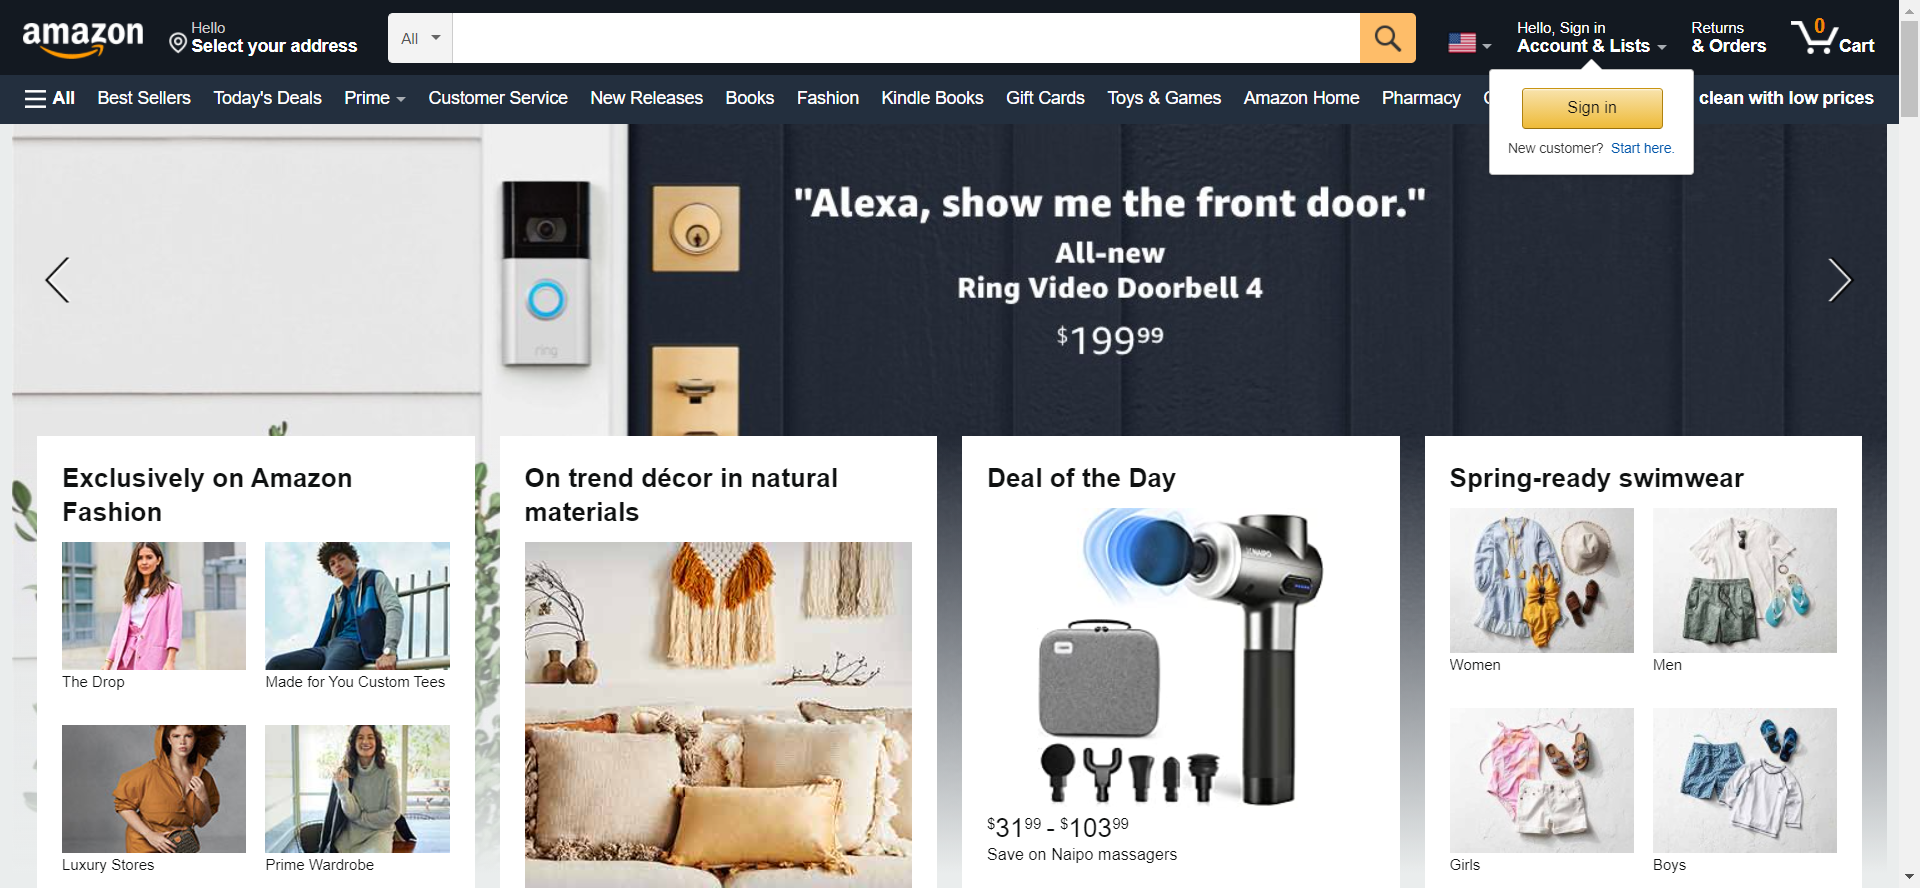 amazon
Hello
Select your address
All
Hello, Sign in
Account & Lists
Returns
& Orders
0
Cart
All
Best Sellers
Today's Deals
Prime
Customer Service
New Releases
Books
Fashion
Kindle Books
Gift Cards
Toys & Games
Amazon Home
Pharmacy
clean with low prices
Sign in
New customer? Start here.
"Alexa, show me the front door."
All-new
Ring Video Doorbell 4
$199.99
ring
Exclusively on Amazon
Fashion
The Drop
Made for You Custom Tees
Luxury Stores
Prime Wardrobe
On trend décor in natural
materials
Deal of the Day
NAIPO
$31.99 - $103.99
Save on Naipo massagers
Spring-ready swimwear
Women
Men
Girls
Boys